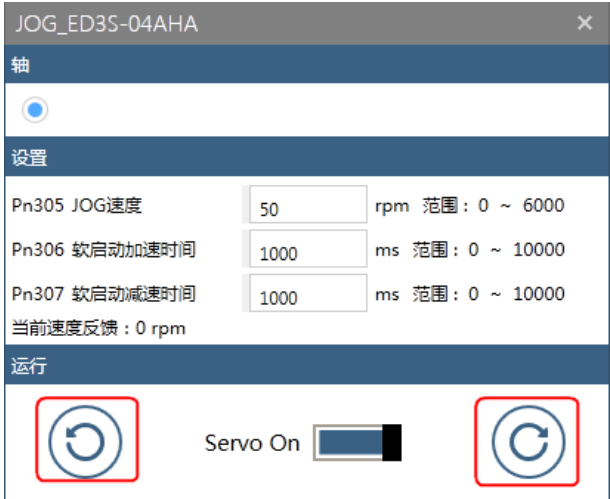 JOG_ED3S-04AHA ×
轴
设置
Pn305 JOG速度 50 rpm 范围：0 ~ 6000
Pn306 软启动加速时间 1000 ms 范围：0 ~ 10000
Pn307 软启动减速时间 1000 ms 范围：0 ~ 10000
当前速度反馈：0 rpm
运行
Servo On